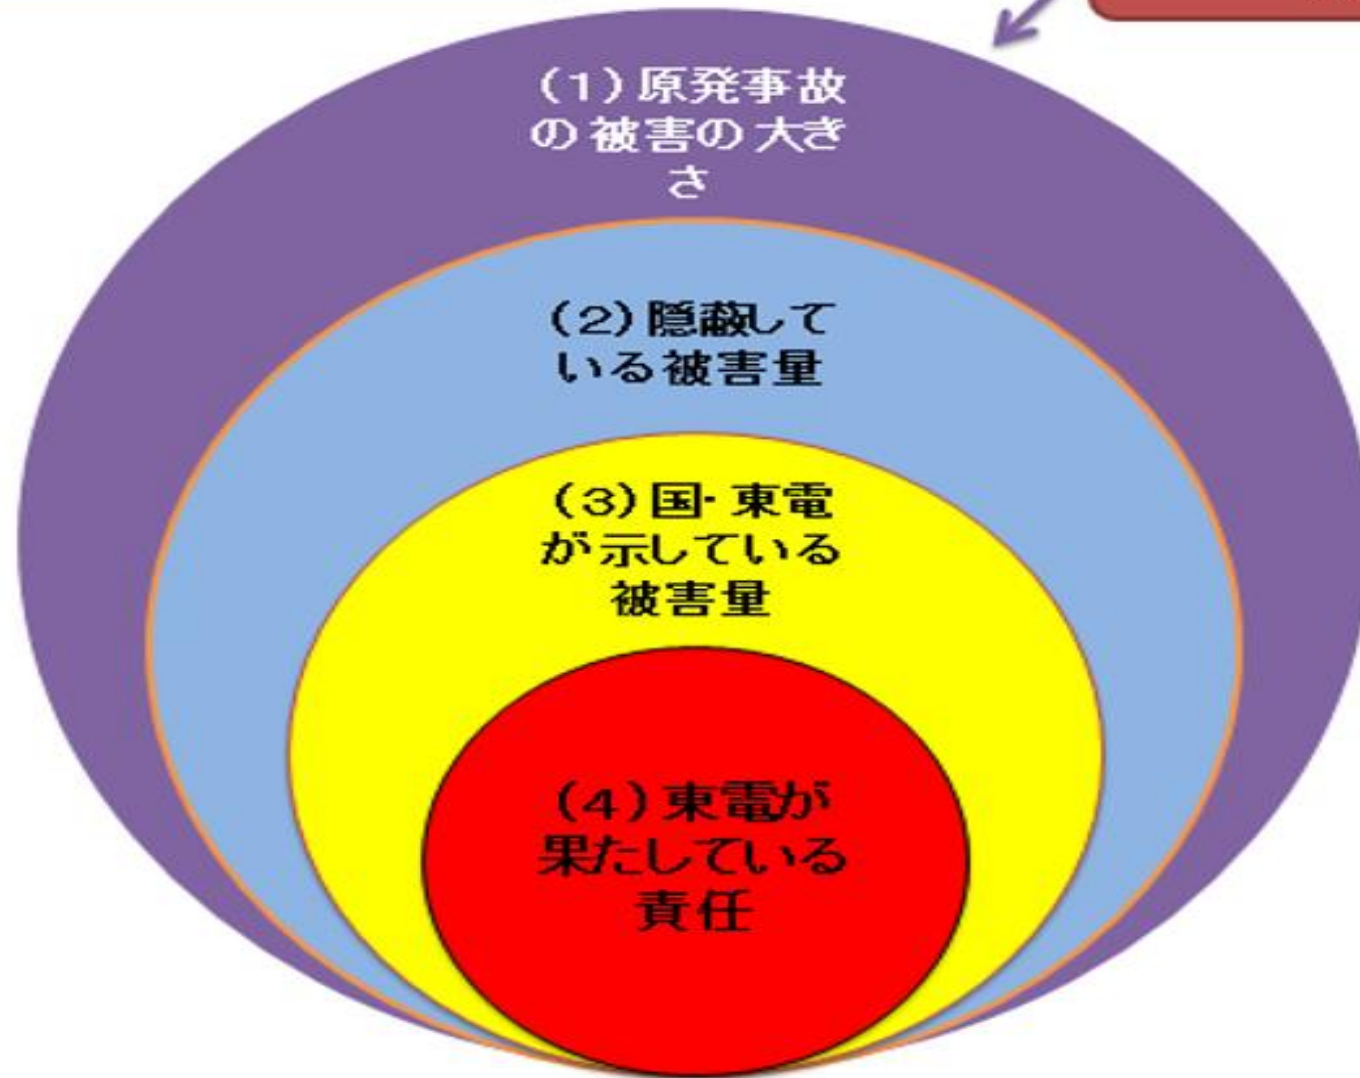 (1)原発事故
の被害の大き
さ
(2)隠蔽して
いる被害量
(3)国・東電
が示している
被害量
(4)東電が
果たしている
責任